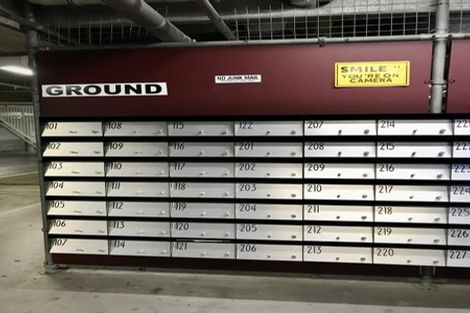 GROUND
NO JUNK MAIL
SMILE
YOU'RE ON
CAMERA
101 108 115 122 207 214
102 109 116 201 208 215
103 110 117 202 209 216
104 111 118 203 210 217
105 112 119 204 211 218
106 113 120 205 212 219 226
107 114 121 206 213 220 227